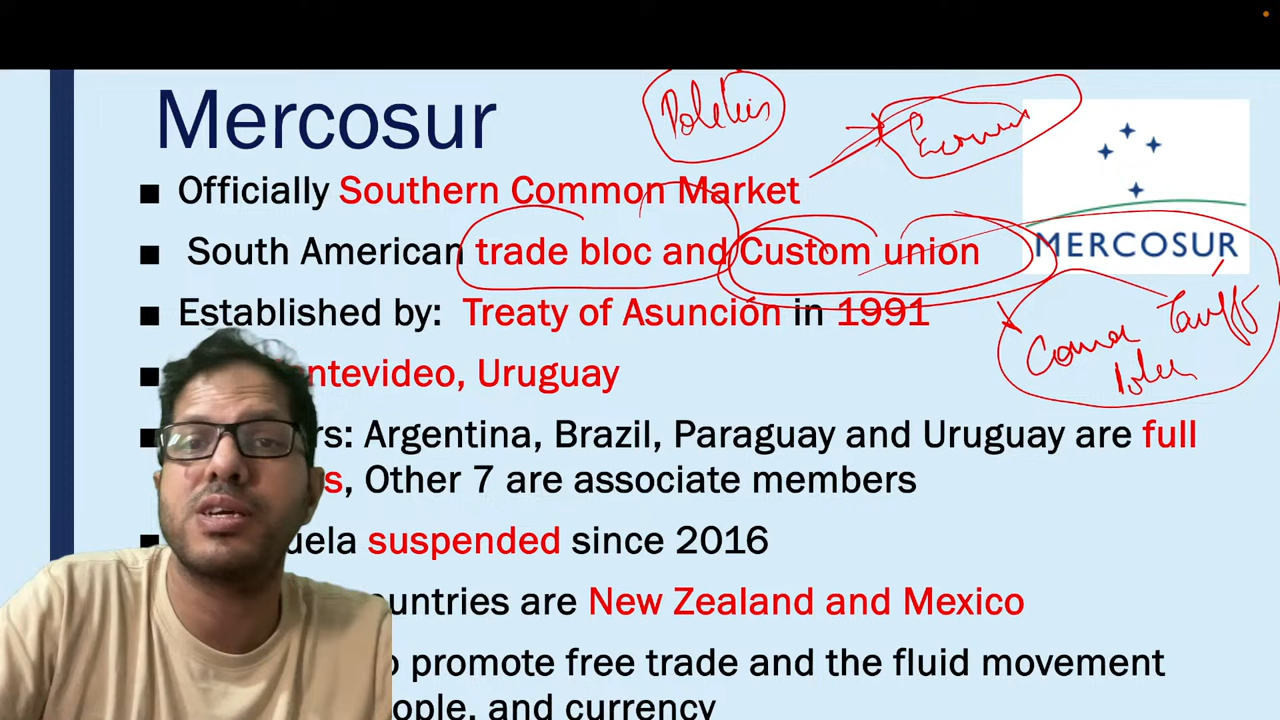 Mercosur
Politics
■ Officially Southern Common Market
■ South American trade bloc and Custom union
MERCOSUR
■ Established by: Treaty of Asunción in 1991
Tariff
■ ntevideo, Uruguay
■ rs: Argentina, Brazil, Paraguay and Uruguay are full
s, Other 7 are associate members
uela suspended since 2016
ountries are New Zealand and Mexico
o promote free trade and the fluid movement
ople, and currency